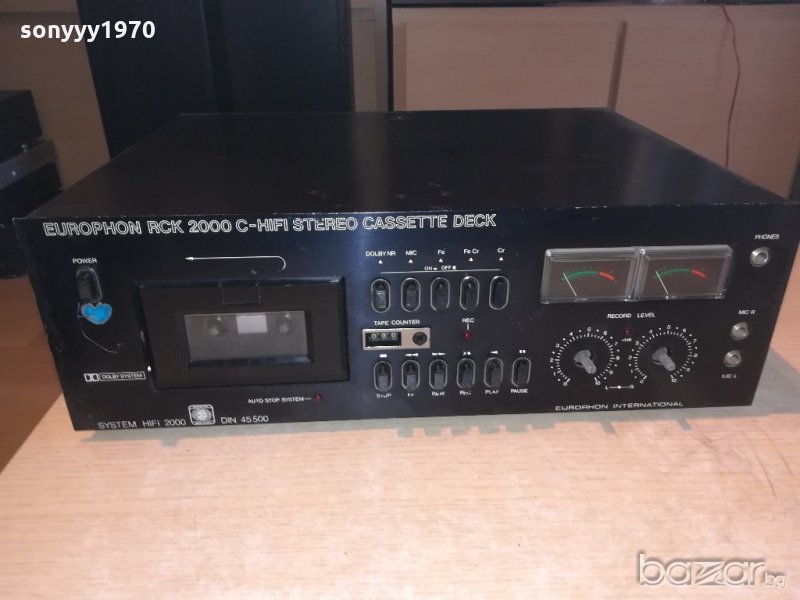 sonyyy1970
EUROPHON RCK 2000 C-HIFI STEREO CASSETTE DECK
POWER
DOLBY NR MIC Fe Fe Cr Cr
ON OFF
PHONES
TAPE COUNTER
000
REC
RECORD LEVEL
MIC R
MIC L
L R
DOLBY SYSTEM
STOP REW REC PLAY PAUSE
AUTO STOP SYSTEM
EUROPHON INTERNATIONAL
SYSTEM HIFI 2000 DIN 45500
bazar.bg